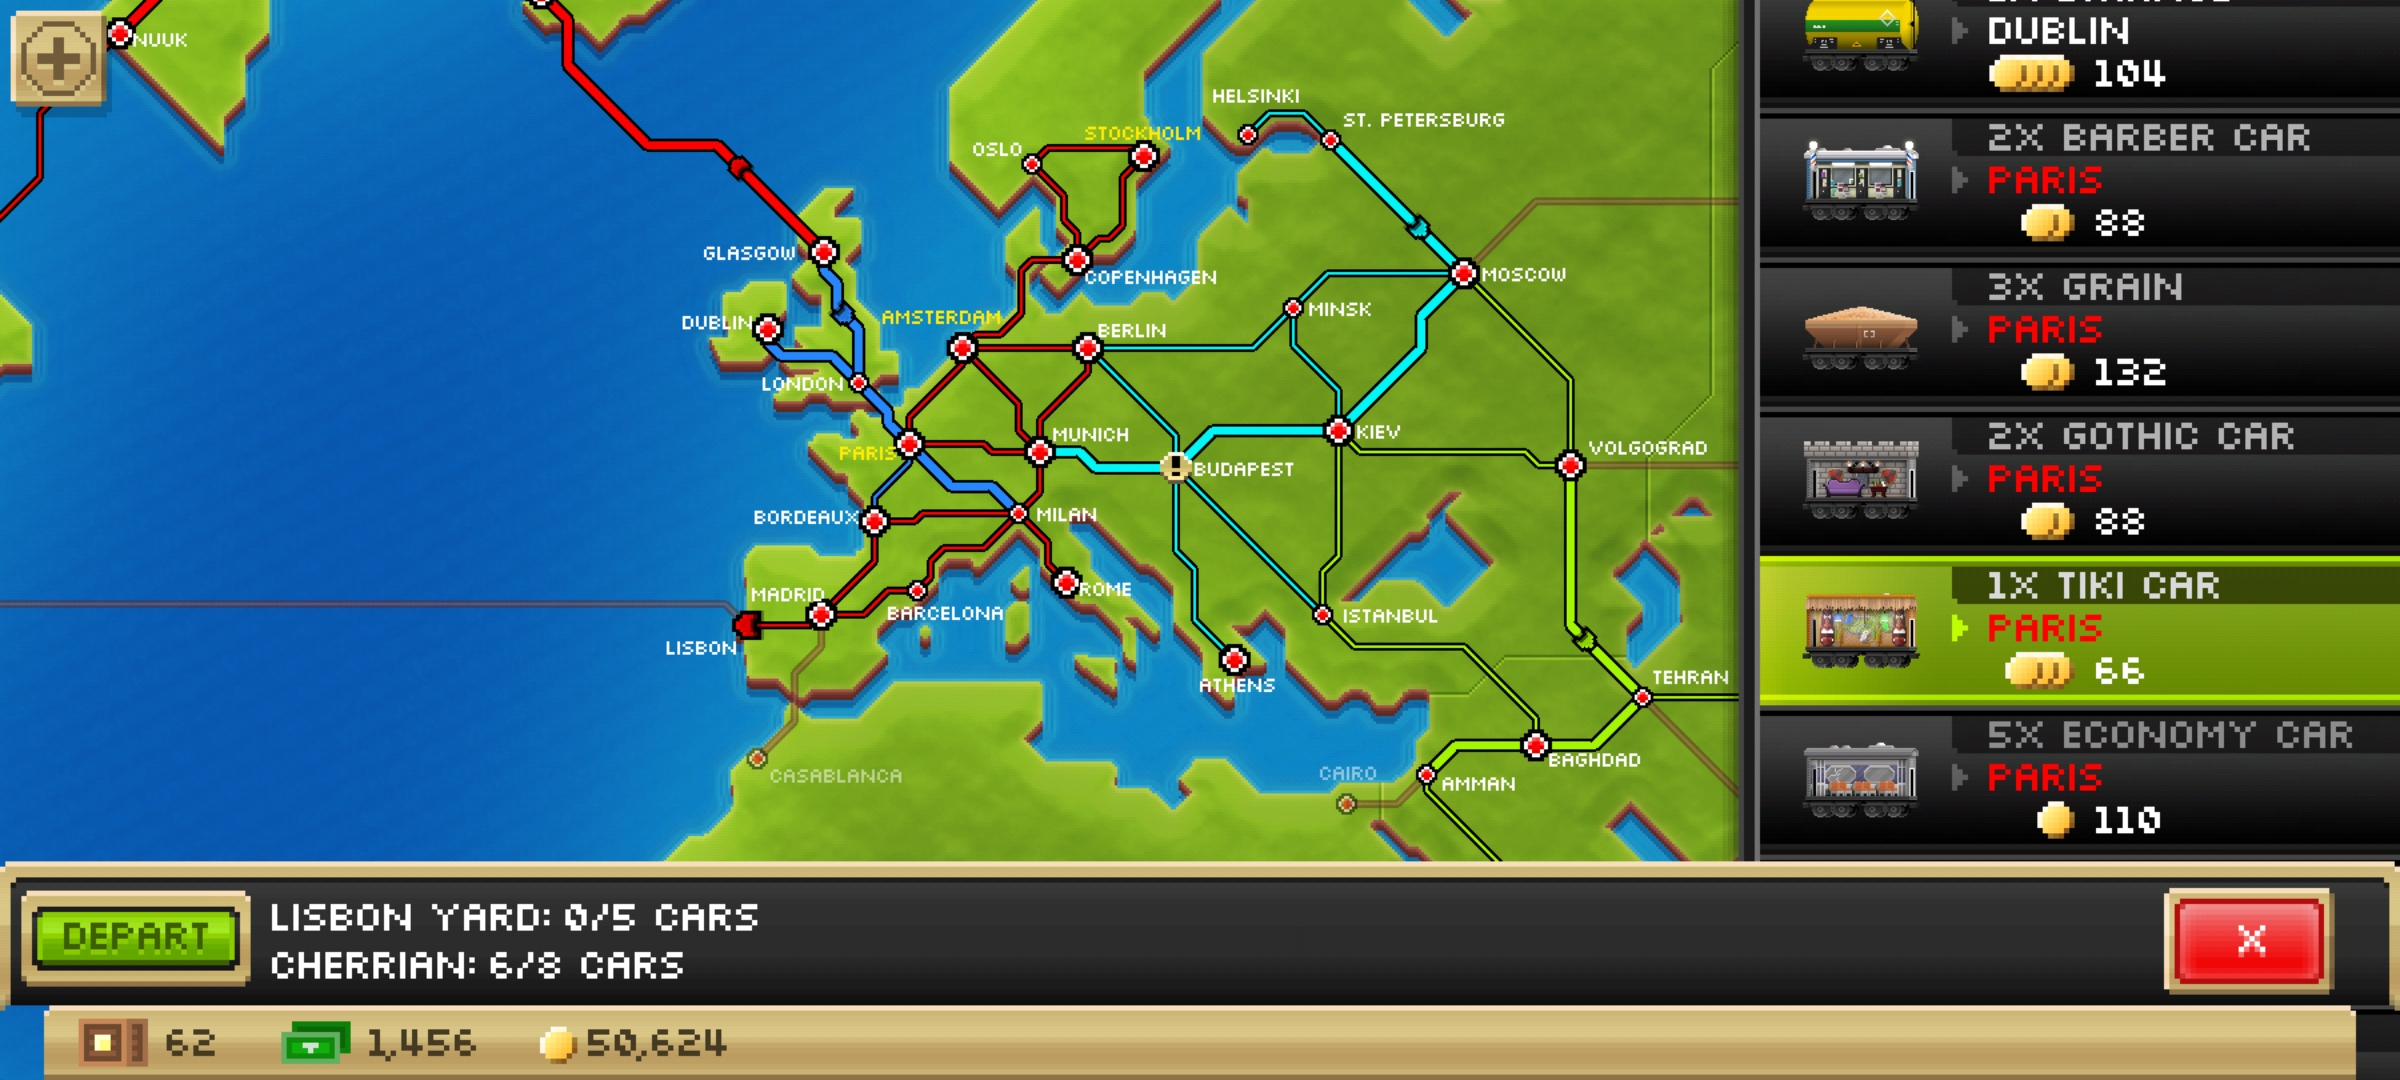 NUUK
HELSINKI
ST. PETERSBURG
STOCKHOLM
OSLO
GLASGOW
COPENHAGEN
MOSCOW
DUBLIN
AMSTERDAM
BERLIN
MINSK
LONDON
PARIS
MUNICH
BUDAPEST
KIEV
VOLGOGRAD
BORDEAUX
MILAN
MADRID
BARCELONA
ROME
ISTANBUL
LISBON
ATHENS
TEHRAN
CASABLANCA
CAIRO
AMMAN
BAGHDAD
DUBLIN
104
2X BARBER CAR
PARIS
88
3X GRAIN
PARIS
132
2X GOTHIC CAR
PARIS
88
1X TIKI CAR
PARIS
66
5X ECONOMY CAR
PARIS
110
DEPART
LISBON YARD: 0/5 CARS
CHERRIAN: 6/8 CARS
X
62
1,456
50,624